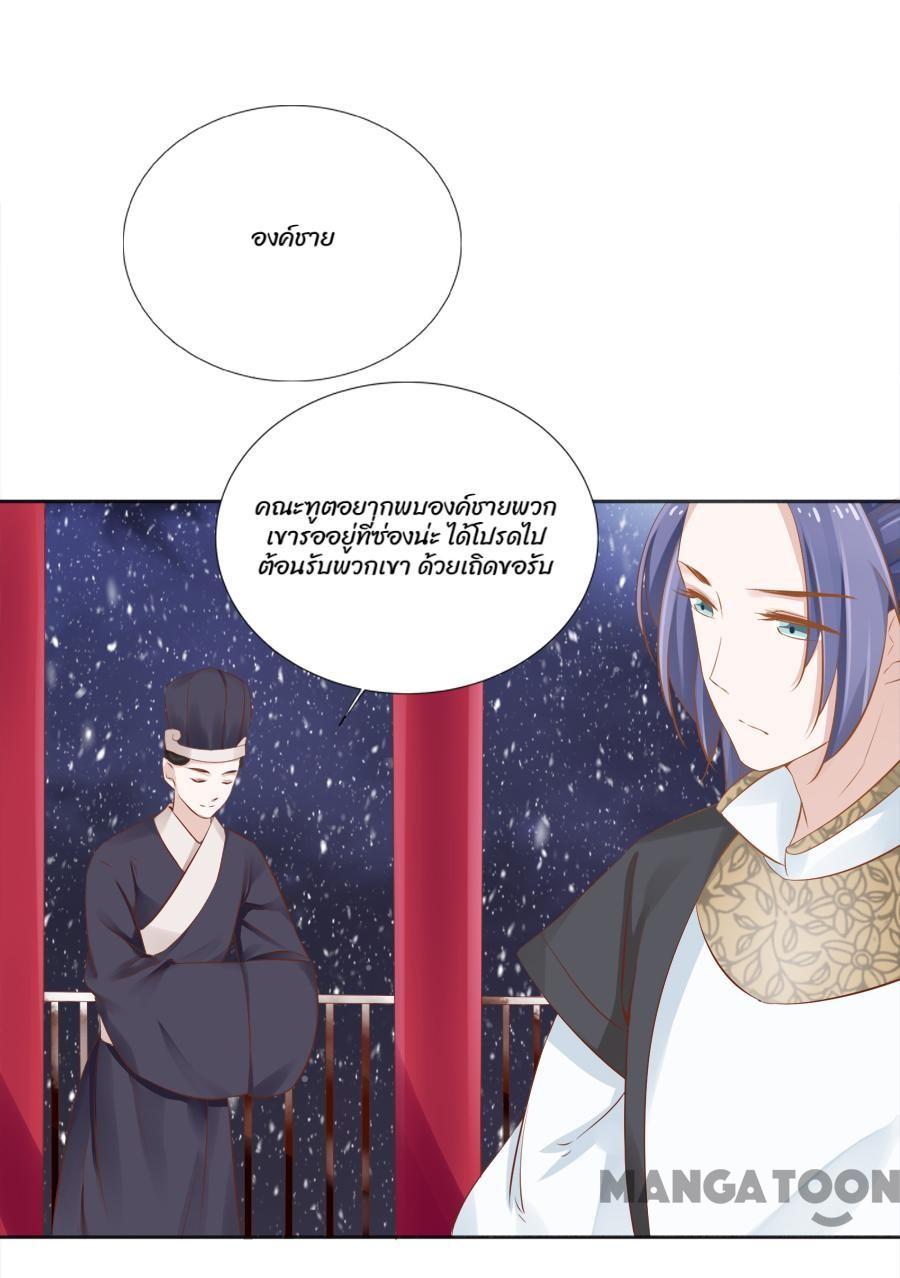 องค์ชาย
คณะทูตอยากพบองค์ชายพวก
เขารออยู่ที่ซ่องน่ะ ได้โปรดไป
ต้อนรับพวกเขา ด้วยเถิดขอรับ
MANGATOON